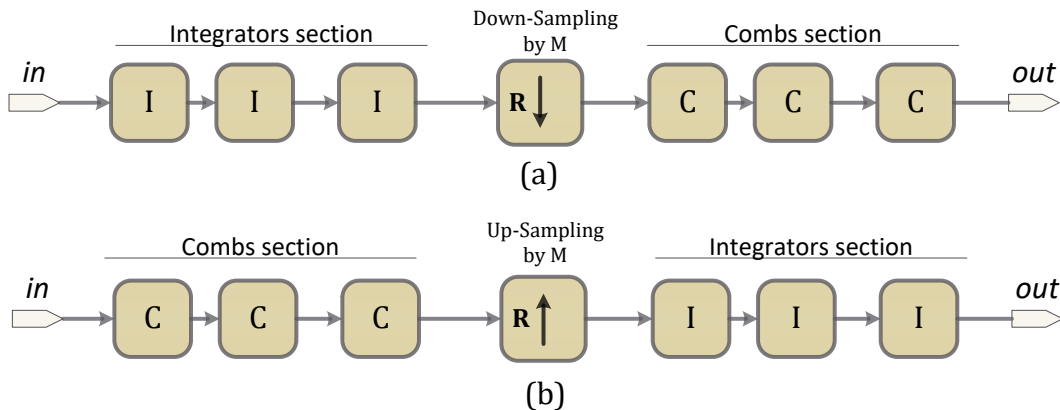 Integrators section
Down-Sampling
by M
Combs section
in
I
I
I
R
C
C
C
out
(a)
Combs section
Up-Sampling
by M
Integrators section
in
C
C
C
R
I
I
I
out
(b)